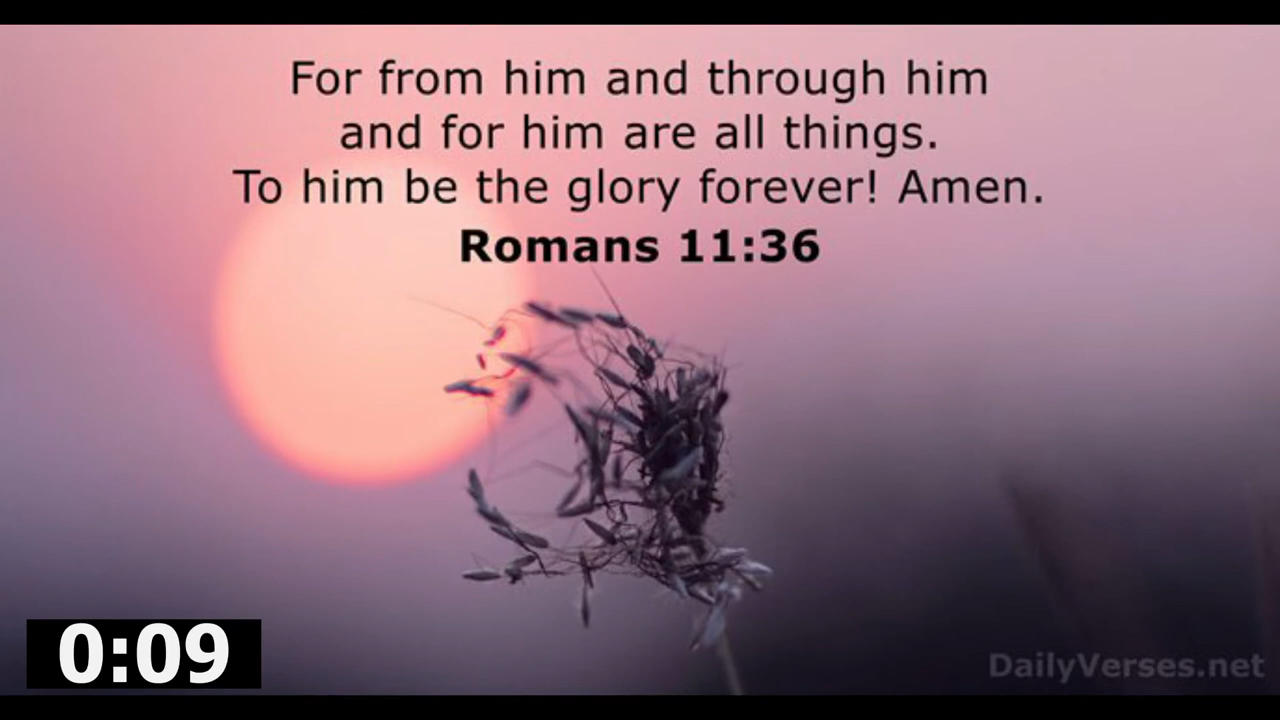 For from him and through him
and for him are all things.
To him be the glory forever! Amen.
Romans 11:36
0:09
DailyVerses.net